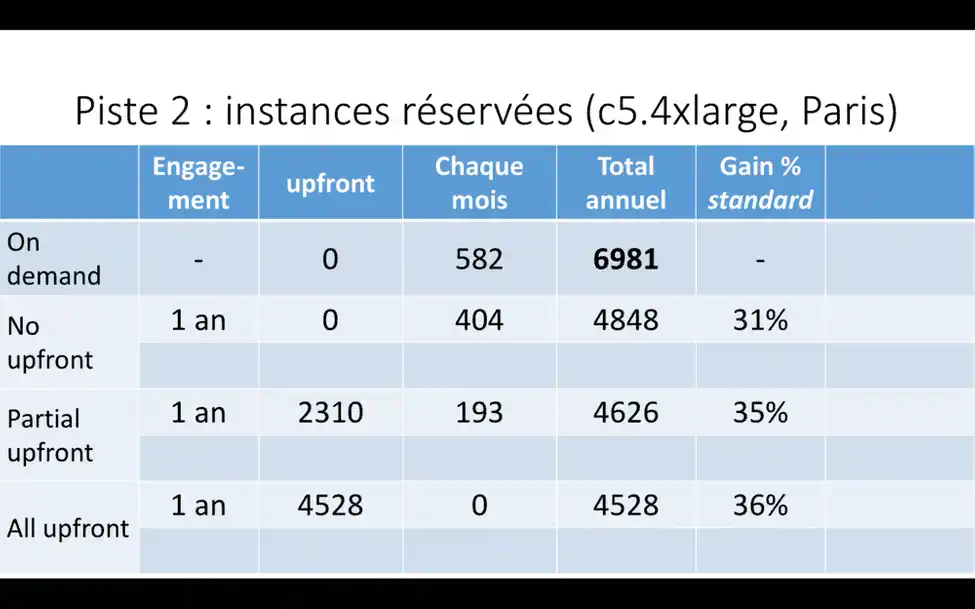 Piste 2 : instances réservées (c5.4xlarge, Paris)
Engage-
ment
upfront
Chaque
mois
Total
annuel
Gain %
standard
On
demand
-
0
582
6981
-
No
upfront
1 an
0
404
4848
31%
Partial
upfront
1 an
2310
193
4626
35%
All upfront
1 an
4528
0
4528
36%